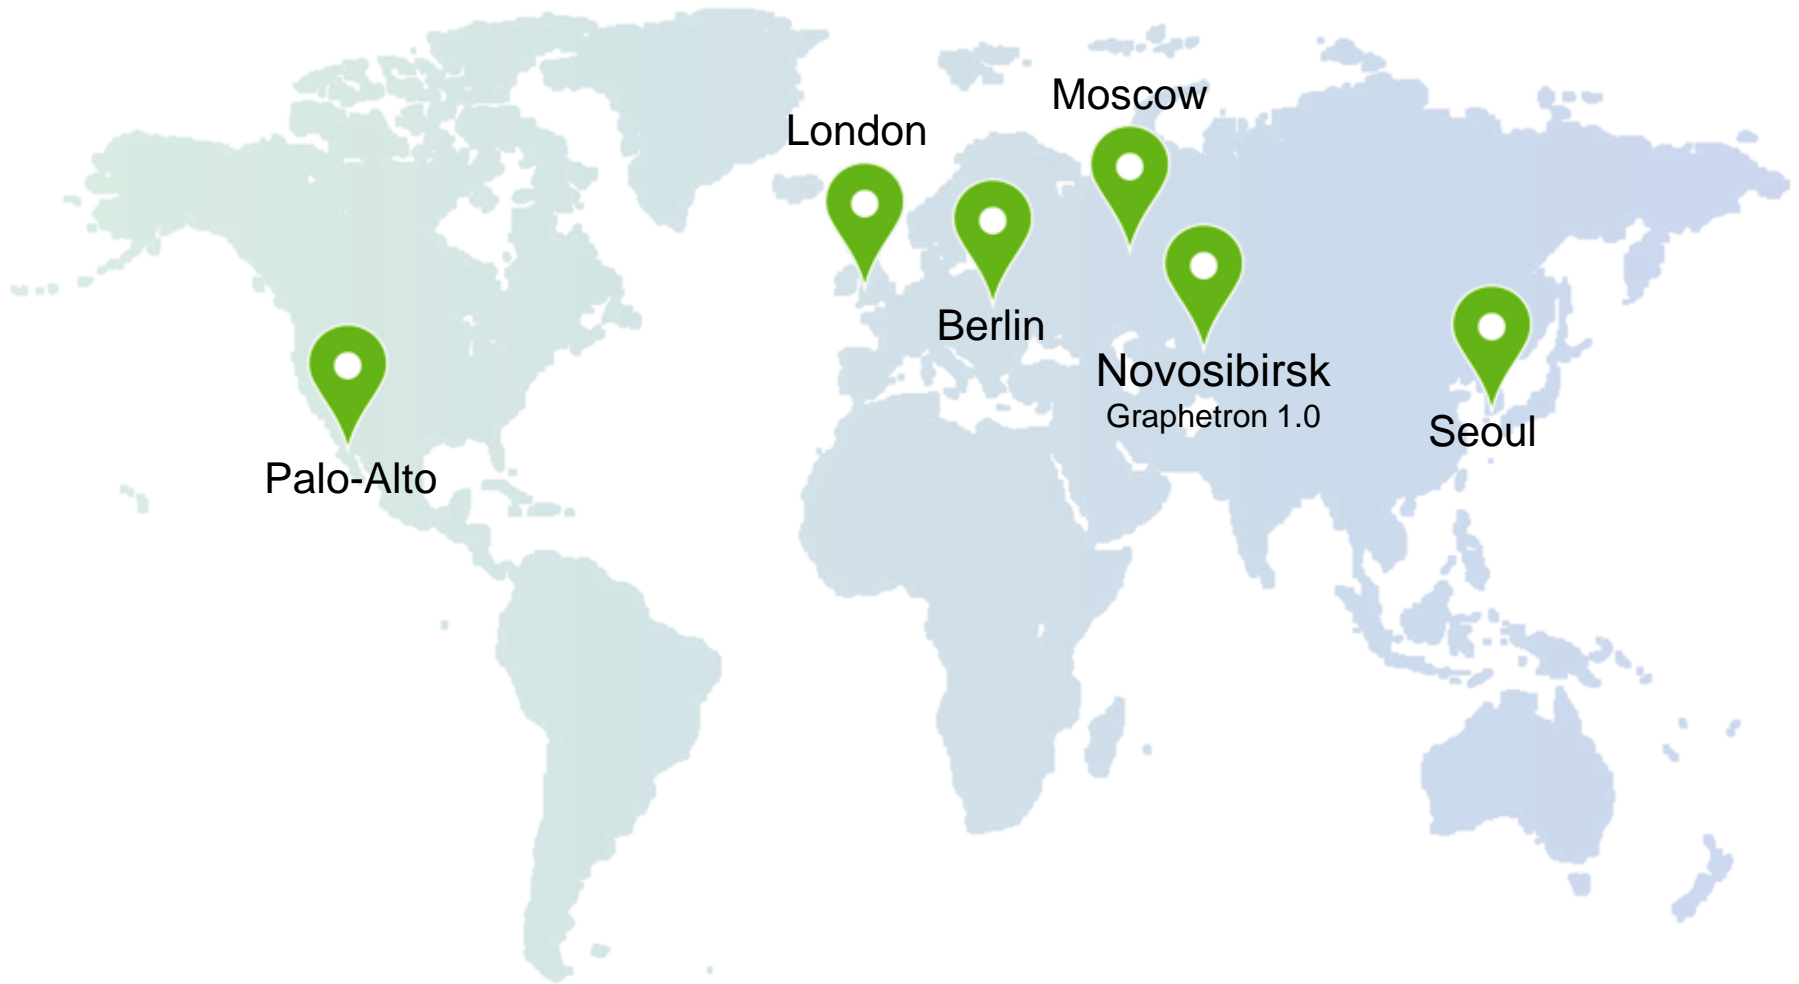 Moscow
London
Berlin
Novosibirsk
Graphetron 1.0
Seoul
Palo-Alto